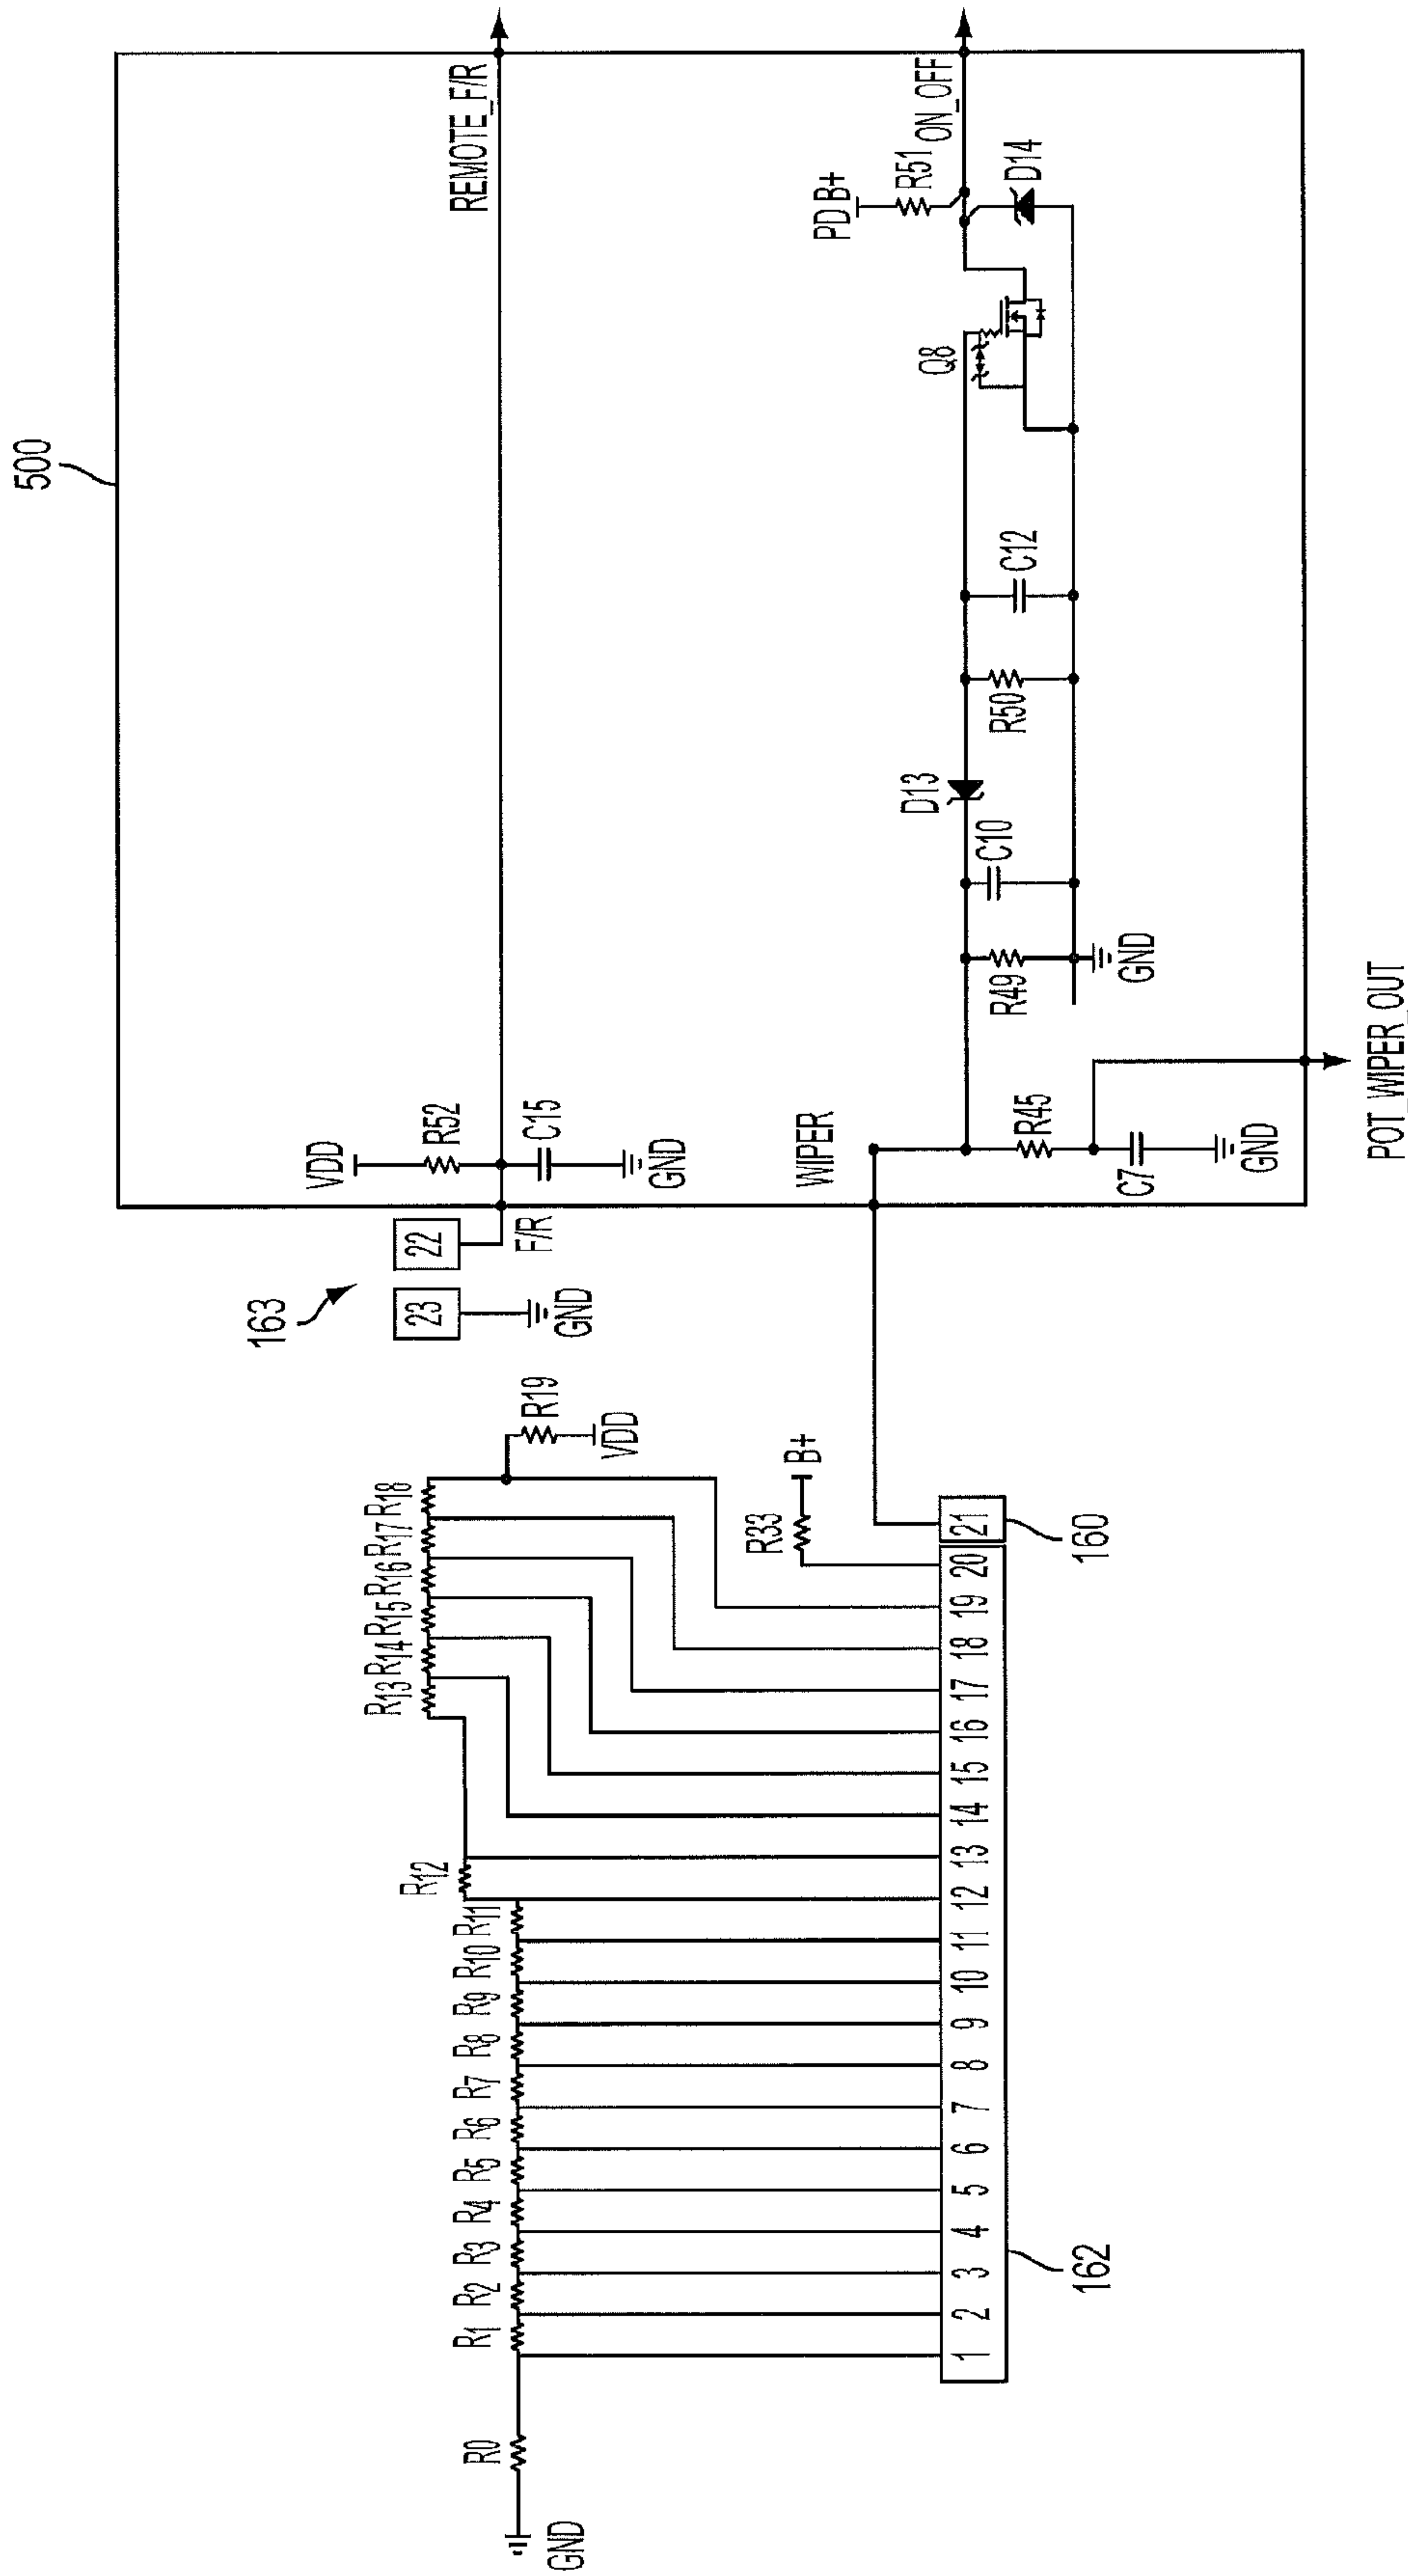 500
REMOTE_F/R
PD B+
R51
ON_OFF
D14
Q8
C12
R50
D13
C10
R49
GND
VDD
R52
C15
GND
WIPER
R45
C7
GND
POT_WIPER_OUT
163
22
F/R
23
GND
R19
VDD
R18
R17
R16
R15
R14
R13
R12
R11
R10
R9
R8
R7
R6
R5
R4
R3
R2
R1
R0
GND
R33
B+
1 2 3 4 5 6 7 8 9 10 11 12 13 14 15 16 17 18 19 20 21
160
162